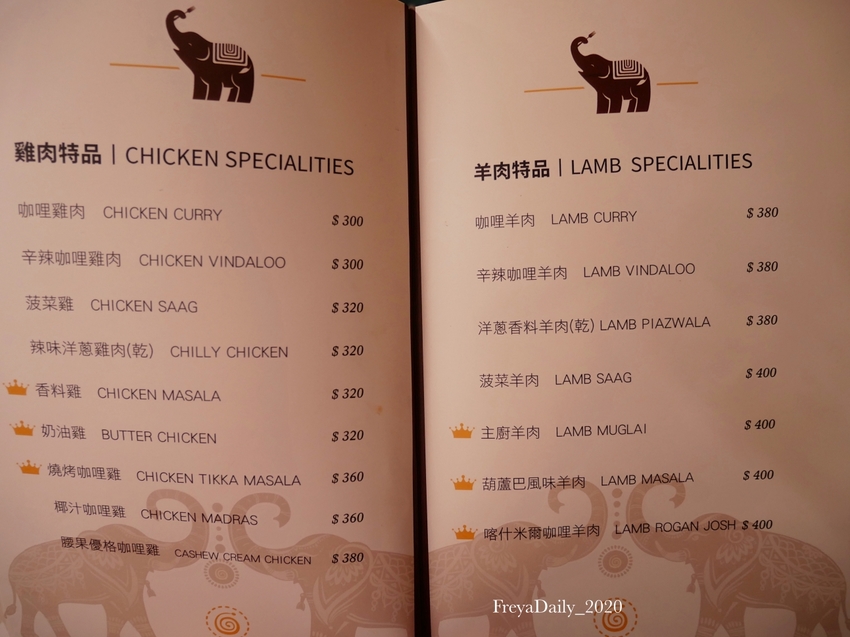 雞肉特品 | CHICKEN SPECIALITIES
咖哩雞肉 CHICKEN CURRY $ 300
辛辣咖哩雞肉 CHICKEN VINDALOO $ 300
菠菜雞 CHICKEN SAAG $ 320
辣味洋蔥雞肉(乾) CHILLY CHICKEN $ 320
香料雞 CHICKEN MASALA $ 320
奶油雞 BUTTER CHICKEN $ 320
燒烤咖哩雞 CHICKEN TIKKA MASALA $ 360
椰汁咖哩雞 CHICKEN MADRAS $ 360
腰果優格咖哩雞 CASHEW CREAM CHICKEN $ 380
羊肉特品 | LAMB SPECIALITIES
咖哩羊肉 LAMB CURRY $ 380
辛辣咖哩羊肉 LAMB VINDALOO $ 380
洋蔥香料羊肉(乾) LAMB PIAZWALA $ 380
菠菜羊肉 LAMB SAAG $ 400
主廚羊肉 LAMB MUGLAI $ 400
葫蘆巴風味羊肉 LAMB MASALA $ 400
喀什米爾咖哩羊肉 LAMB ROGAN JOSH $ 400
FreyaDaily_2020